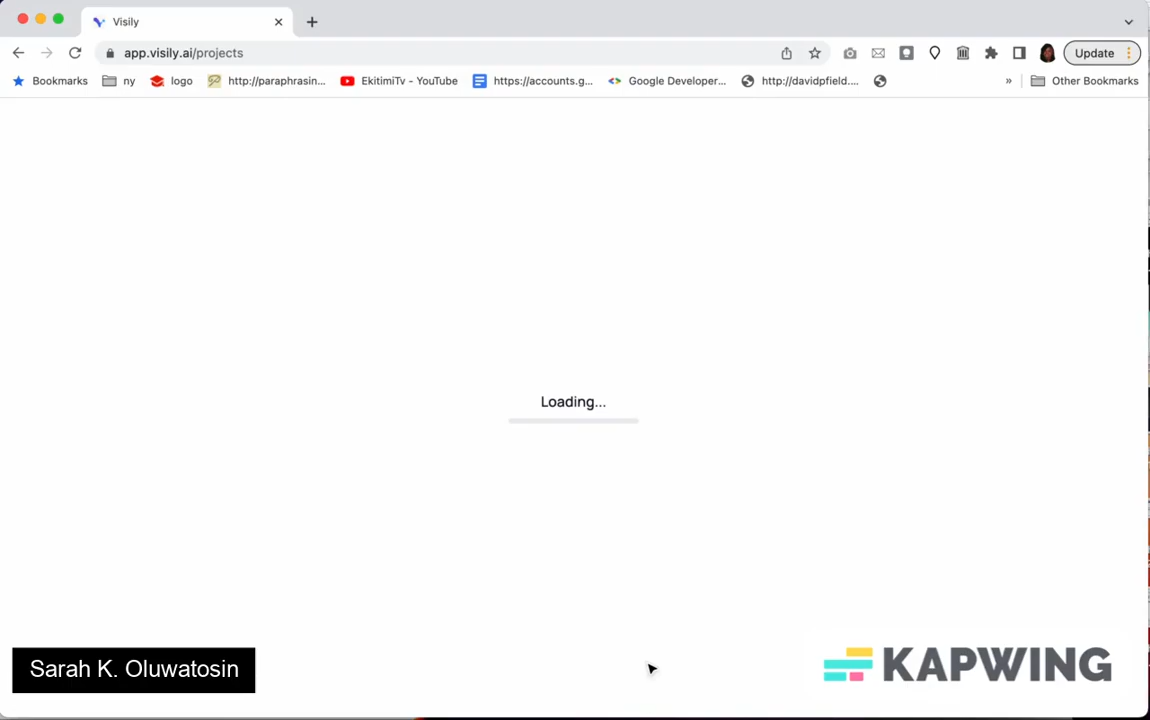 Visily
app.visily.ai/projects
Update
Bookmarks
ny
logo
http://paraphrasin...
EkitimiTv - YouTube
https://accounts.g...
Google Developer...
http://davidpfield....
»
Other Bookmarks
Loading...
Sarah K. Oluwatosin
KAPWING